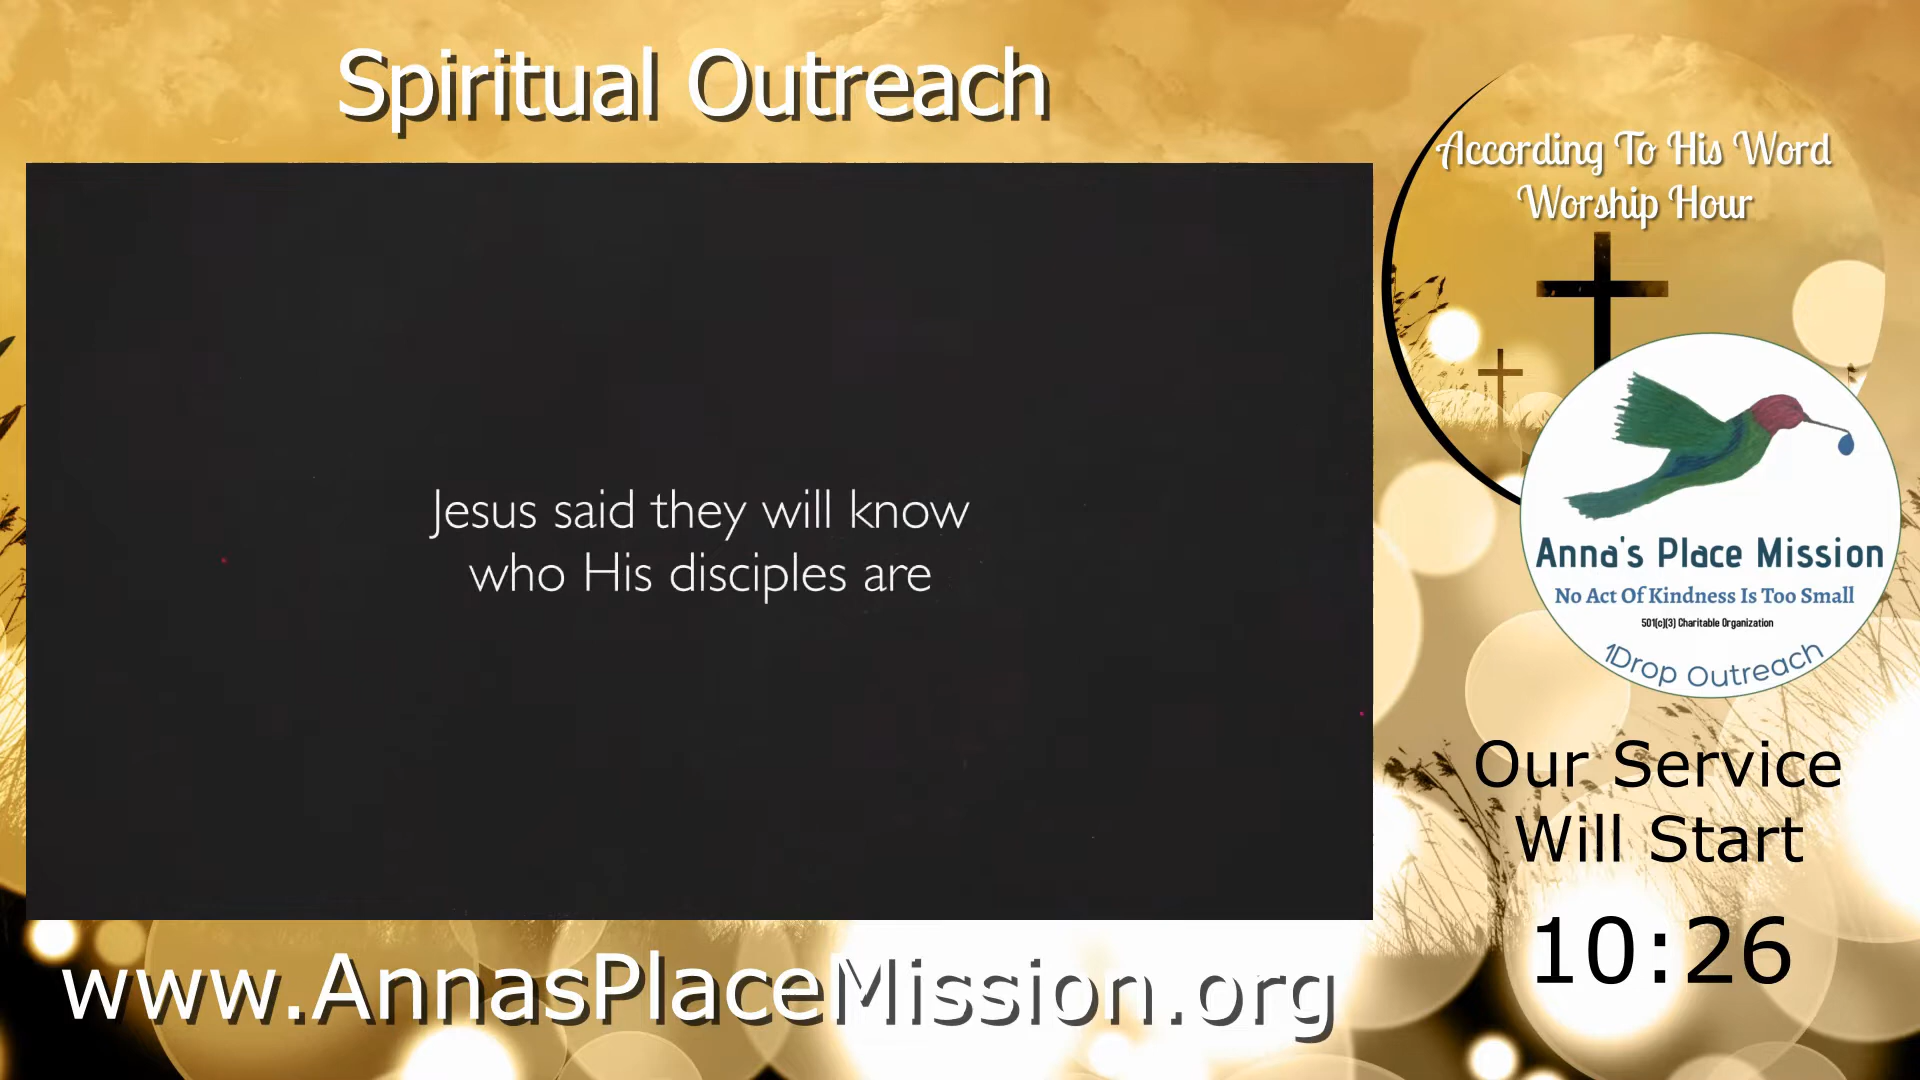 Spiritual Outreach
According To His Word
Worship Hour
Jesus said they will know
who His disciples are
Anna's Place Mission
No Act Of Kindness Is Too Small
501(c)(3) Charitable Organization
1Drop Outreach
Our Service
Will Start
10:26
www.AnnasPlaceMission.org